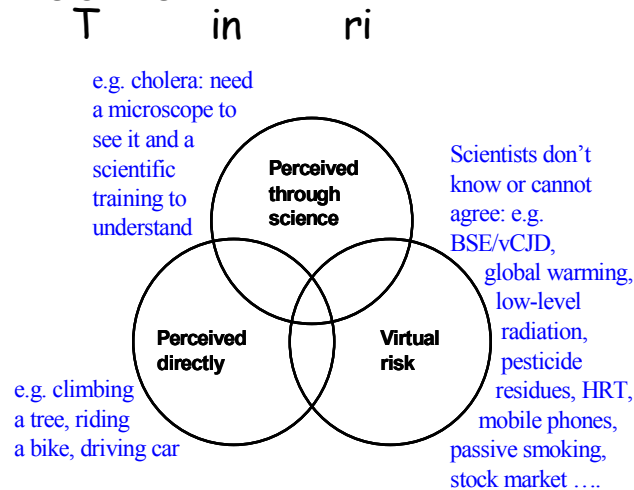 T in ri
e.g. cholera: need
a microscope to
see it and a
scientific
training to
understand
Perceived
through
science
Scientists don't
know or cannot
agree: e.g.
BSE/vCJD,
global warming,
low-level
radiation,
pesticide
residues, HRT,
mobile phones,
passive smoking,
stock market ….
Perceived
directly
Virtual
risk
e.g. climbing
a tree, riding
a bike, driving car